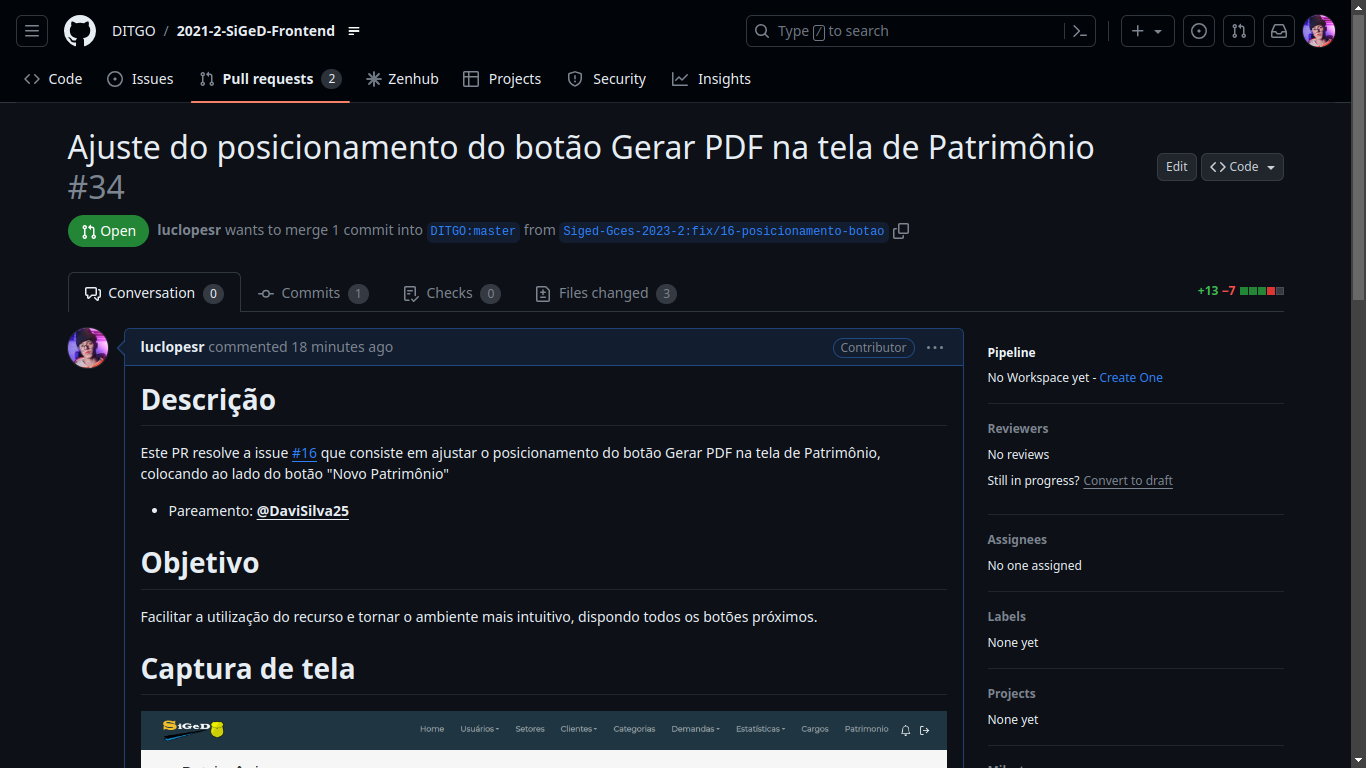 DITGO / 2021-2-SiGeD-Frontend
Type / to search
Code
Issues
Pull requests 2
Zenhub
Projects
Security
Insights
Ajuste do posicionamento do botão Gerar PDF na tela de Patrimônio
#34
Edit
Code
Open
luclopesr wants to merge 1 commit into DITGO:master from Siged-Gces-2023-2:fix/16-posicionamento-botao
Conversation 0
Commits 1
Checks 0
Files changed 3
+13 −7
luclopesr commented 18 minutes ago
Contributor
Descrição
Este PR resolve a issue #16 que consiste em ajustar o posicionamento do botão Gerar PDF na tela de Patrimônio,
colocando ao lado do botão "Novo Patrimônio"
Pareamento: @DaviSilva25
Objetivo
Facilitar a utilização do recurso e tornar o ambiente mais intuitivo, dispondo todos os botões próximos.
Captura de tela
SiGeD
Home
Usuários
Setores
Clientes
Categorias
Demandas
Estatísticas
Cargos
Patrimonio
Pipeline
No Workspace yet - Create One
Reviewers
No reviews
Still in progress? Convert to draft
Assignees
No one assigned
Labels
None yet
Projects
None yet